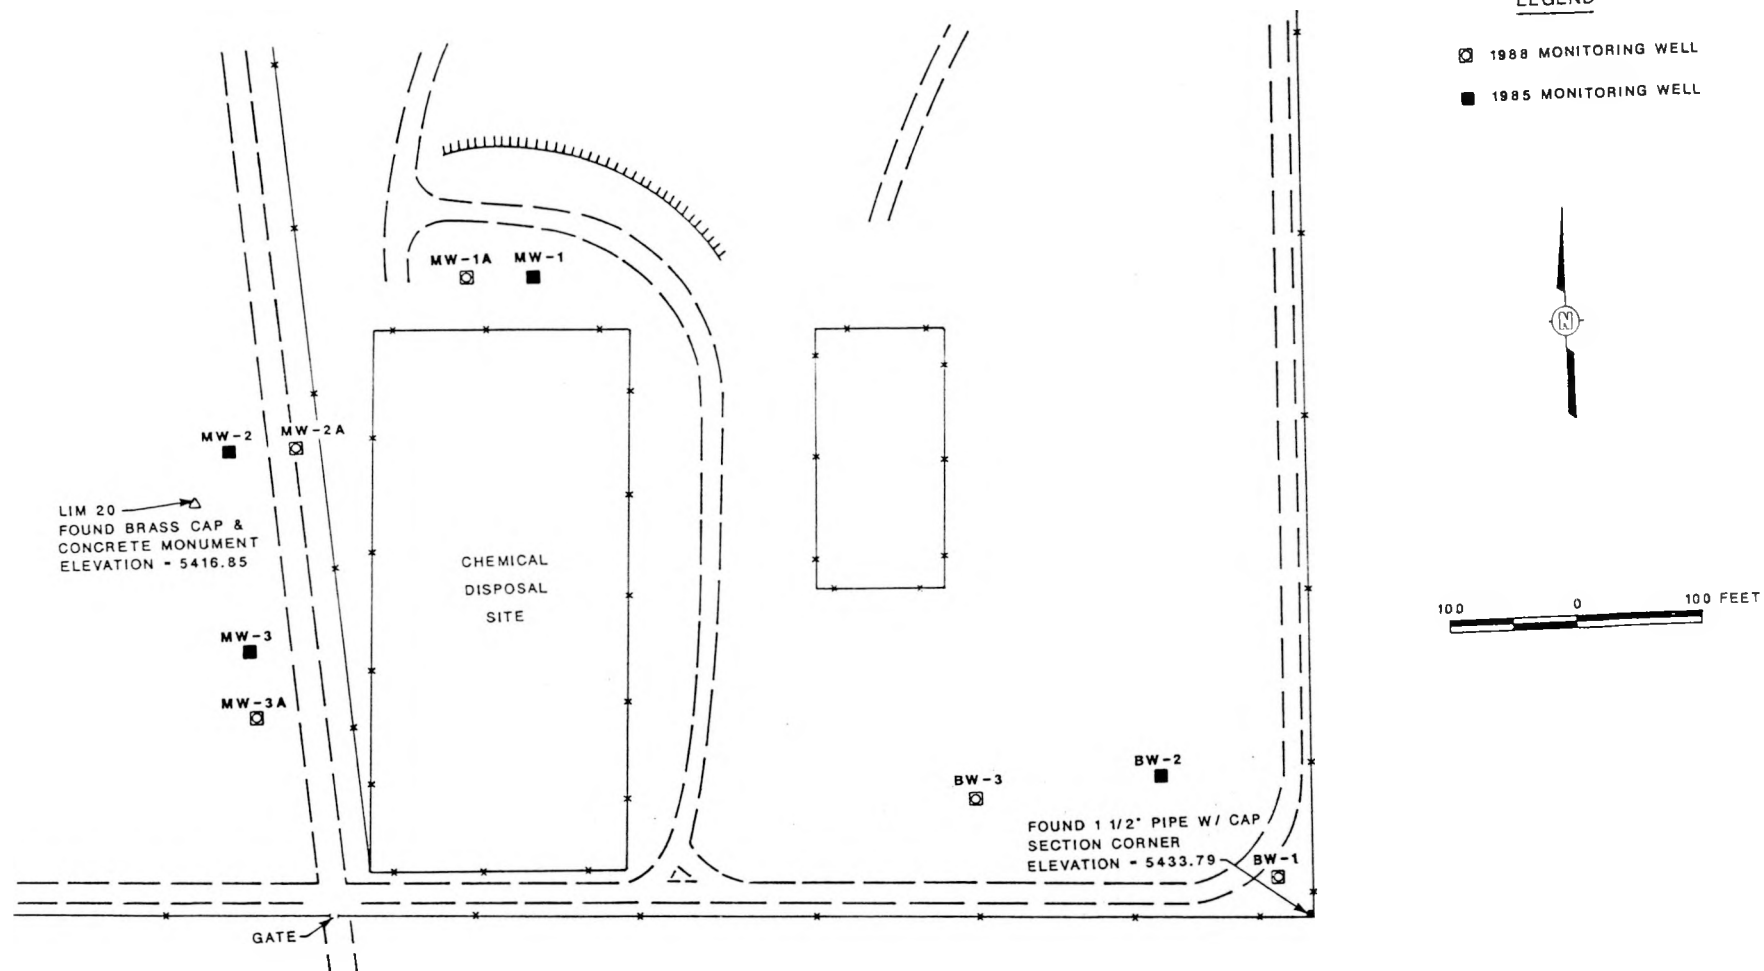 LEGEND
1988 MONITORING WELL
1985 MONITORING WELL
MW-1A
MW-1
N
MW-2
MW-2A
LIM 20
FOUND BRASS CAP &
CONCRETE MONUMENT
ELEVATION = 5416.85
CHEMICAL
DISPOSAL
SITE
100 0 100 FEET
MW-3
MW-3A
BW-3
BW-2
FOUND 1 1/2" PIPE W/ CAP
SECTION CORNER
ELEVATION = 5433.79
BW-1
GATE